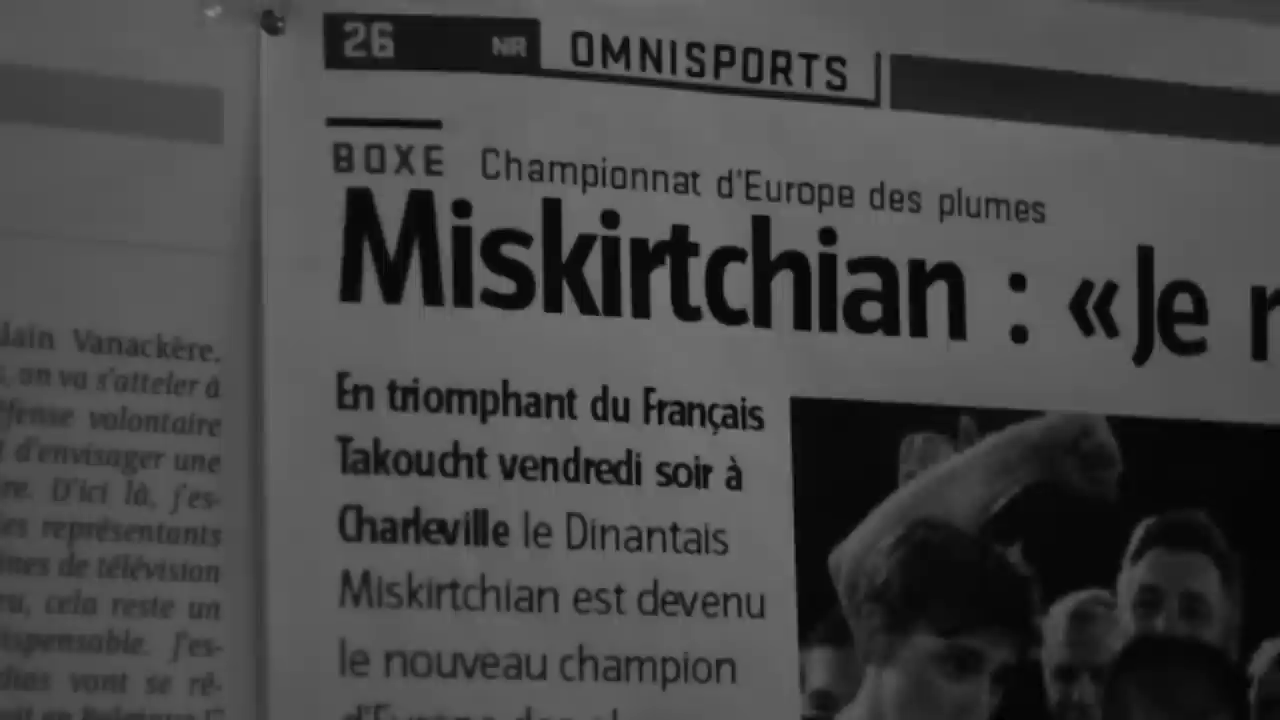 26 NR OMNISPORTS
BOXE Championnat d'Europe des plumes
Miskirtchian : «Je
En triomphant du Français
Takoucht vendredi soir à
Charleville le Dinantais
Miskirtchian est devenu
le nouveau champion
Vanackère.
on va s'atteler à
volontaire
d'envisager une
D'ici là, j'es-
représentants
de télévision
cela reste un
j'es-
vont se ré-